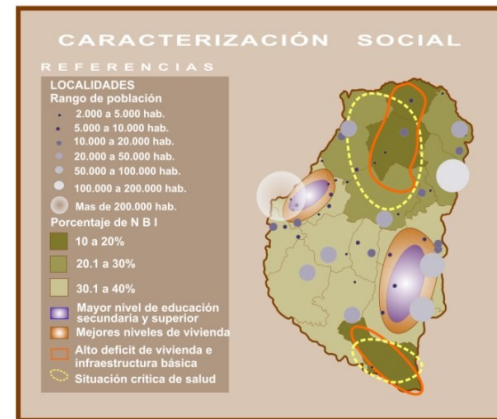 CARACTERIZACIÓN SOCIAL
REFERENCIAS
LOCALIDADES
Rango de población
2.000 a 5.000 hab.
5.000 a 10.000 hab.
10.000 a 20.000 hab.
20.000 a 50.000 hab.
50.000 a 100.000 hab.
100.000 a 200.000 hab.
Mas de 200.000 hab.
Porcentaje de N B I
10 a 20%
20.1 a 30%
30.1 a 40%
Mayor nivel de educación
secundaria y superior
Mejores niveles de vivienda
Alto deficit de vivienda e
infraestructura básica
Situación crítica de salud